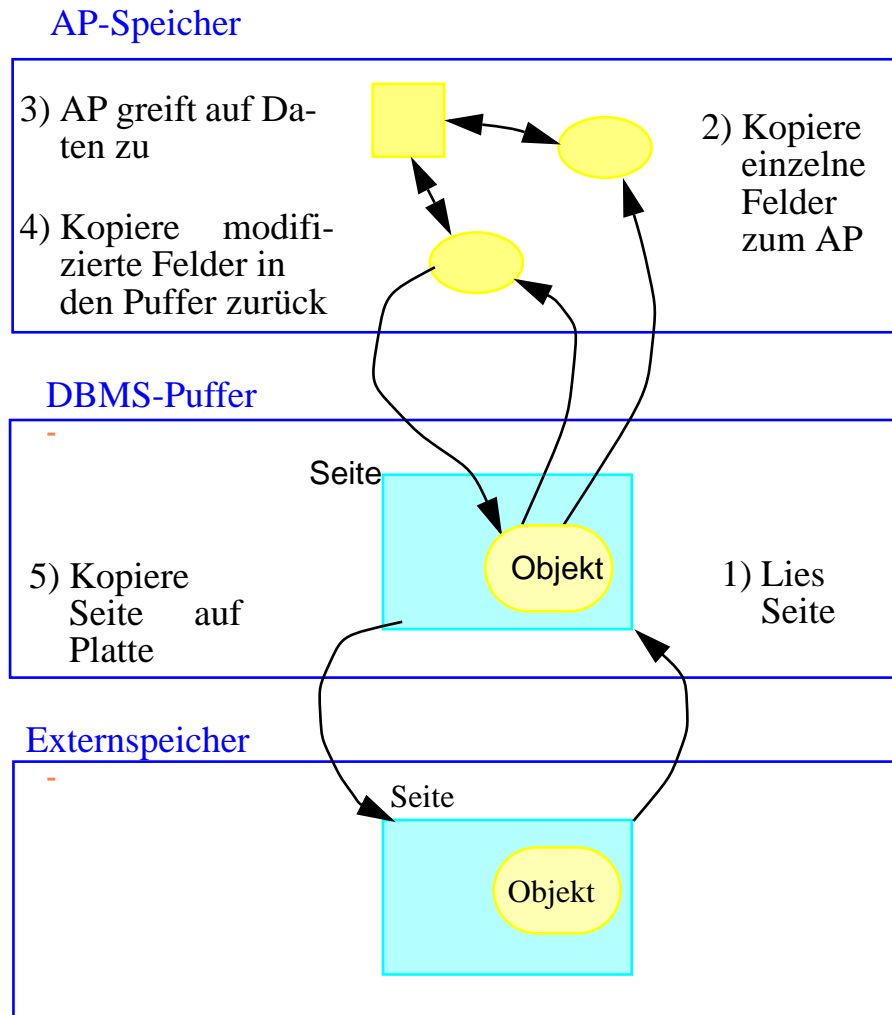 AP-Speicher
3) AP greift auf Da-
ten zu
4) Kopiere modifi-
zierte Felder in
den Puffer zurück
2) Kopiere
einzelne
Felder
zum AP
DBMS-Puffer
-
Seite
Objekt
5) Kopiere
Seite auf
Platte
1) Lies
Seite
Externspeicher
-
Seite
Objekt